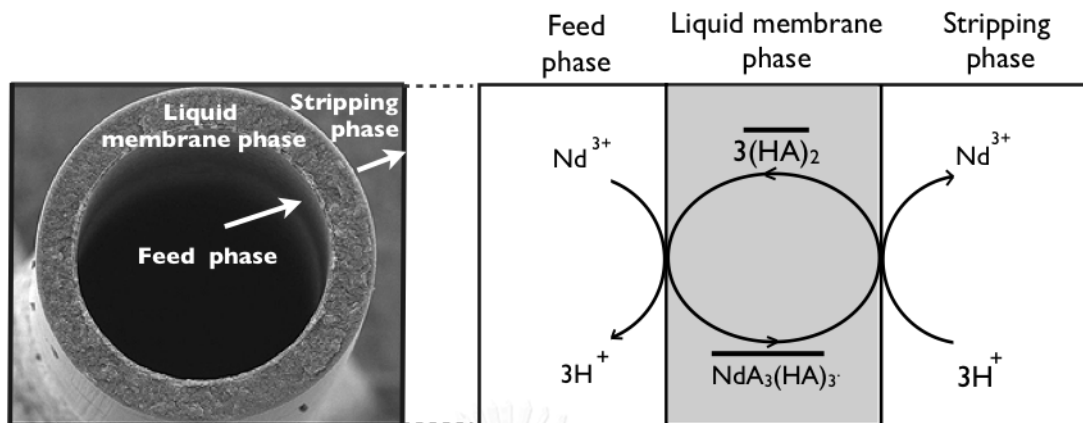 Liquid
membrane phase
Stripping
phase
Feed phase
Feed
phase
Liquid membrane
phase
Stripping
phase
Nd³⁺
3(HA)₂
Nd³⁺
3H⁺
NdA₃(HA)₃.
3H⁺